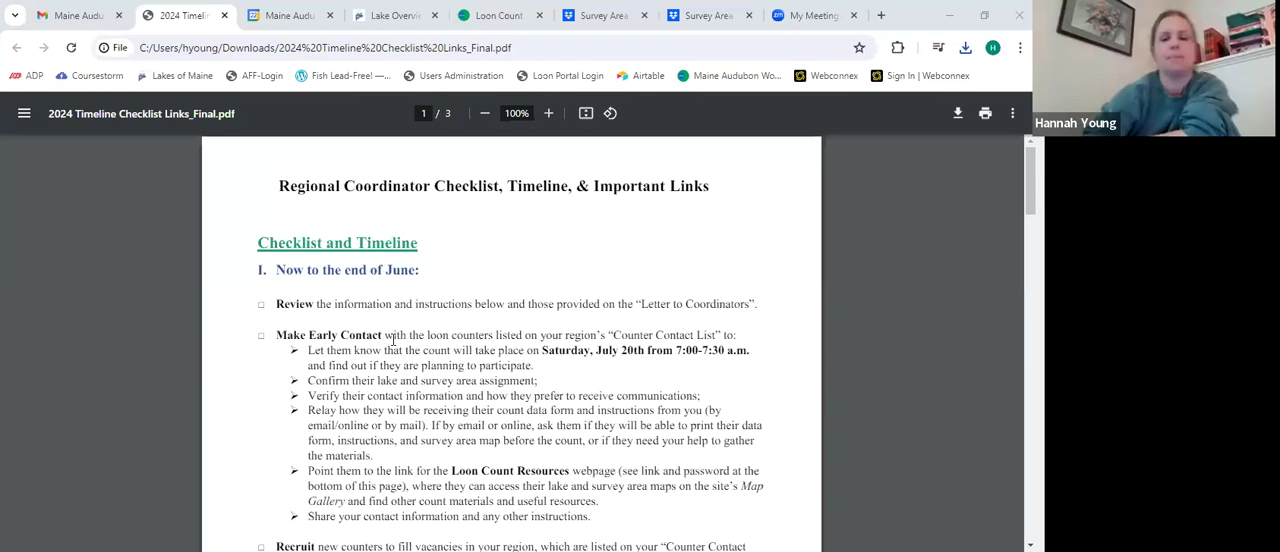 Maine Audu
2024 Timelin
Maine Audu
Lake Overvie
Loon Count
Survey Area
Survey Area
My Meeting
File
C:/Users/hyoung/Downloads/2024%20Timeline%20Checklist%20Links_Final.pdf
H
ADP
Coursestorm
Lakes of Maine
AFF-Login
Fish Lead-Free! —...
Users Administration
Loon Portal Login
Airtable
Maine Audubon Wo...
Webconnex
Sign In | Webconnex
2024 Timeline Checklist Links_Final.pdf
1 / 3
100%
Hannah Young
Regional Coordinator Checklist, Timeline, & Important Links
Checklist and Timeline
I. Now to the end of June:
Review the information and instructions below and those provided on the “Letter to Coordinators”.
Make Early Contact with the loon counters listed on your region’s “Counter Contact List” to:
Let them know that the count will take place on Saturday, July 20th from 7:00-7:30 a.m.
and find out if they are planning to participate.
Confirm their lake and survey area assignment;
Verify their contact information and how they prefer to receive communications;
Relay how they will be receiving their count data form and instructions from you (by
email/online or by mail). If by email or online, ask them if they will be able to print their data
form, instructions, and survey area map before the count, or if they need your help to gather
the materials.
Point them to the link for the Loon Count Resources webpage (see link and password at the
bottom of this page), where they can access their lake and survey area maps on the site’s Map
Gallery and find other count materials and useful resources.
Share your contact information and any other instructions.
Recruit new counters to fill vacancies in your region, which are listed on your “Counter Contact